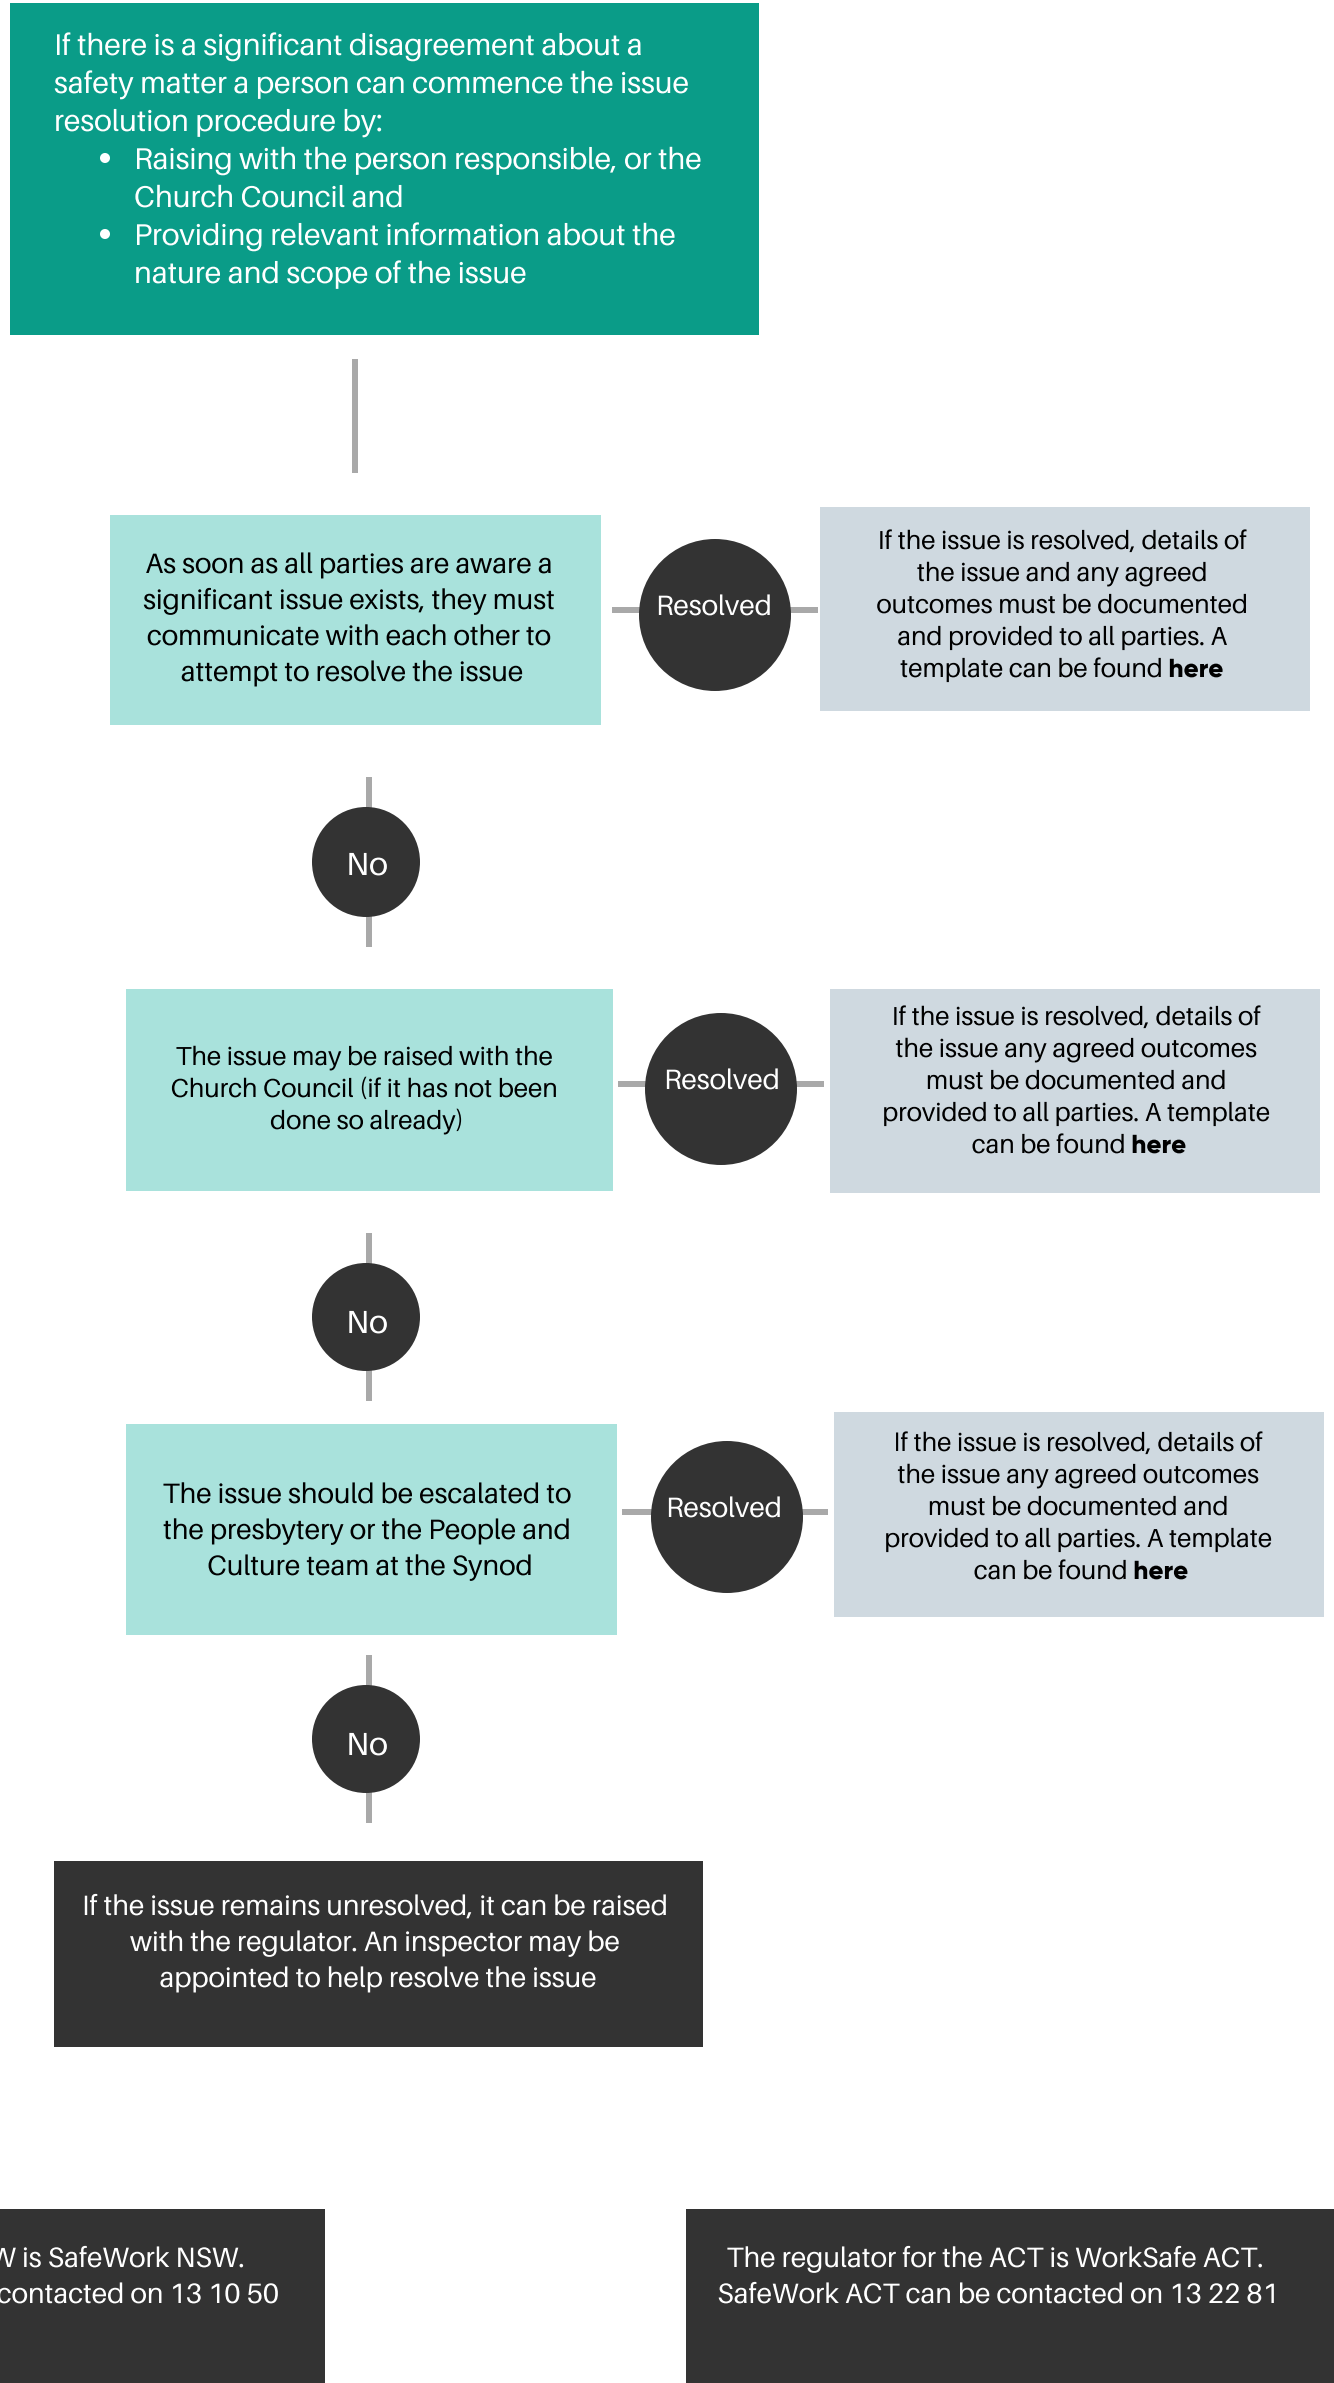 If there is a significant disagreement about a
safety matter a person can commence the issue
resolution procedure by:
• Raising with the person responsible, or the
Church Council and
• Providing relevant information about the
nature and scope of the issue
As soon as all parties are aware a
significant issue exists, they must
communicate with each other to
attempt to resolve the issue
Resolved
If the issue is resolved, details of
the issue and any agreed
outcomes must be documented
and provided to all parties. A
template can be found here
No
The issue may be raised with the
Church Council (if it has not been
done so already)
Resolved
If the issue is resolved, details of
the issue any agreed outcomes
must be documented and
provided to all parties. A template
can be found here
No
The issue should be escalated to
the presbytery or the People and
Culture team at the Synod
Resolved
If the issue is resolved, details of
the issue any agreed outcomes
must be documented and
provided to all parties. A template
can be found here
No
If the issue remains unresolved, it can be raised
with the regulator. An inspector may be
appointed to help resolve the issue
is SafeWork NSW.
contacted on 13 10 50
The regulator for the ACT is WorkSafe ACT.
SafeWork ACT can be contacted on 13 22 81